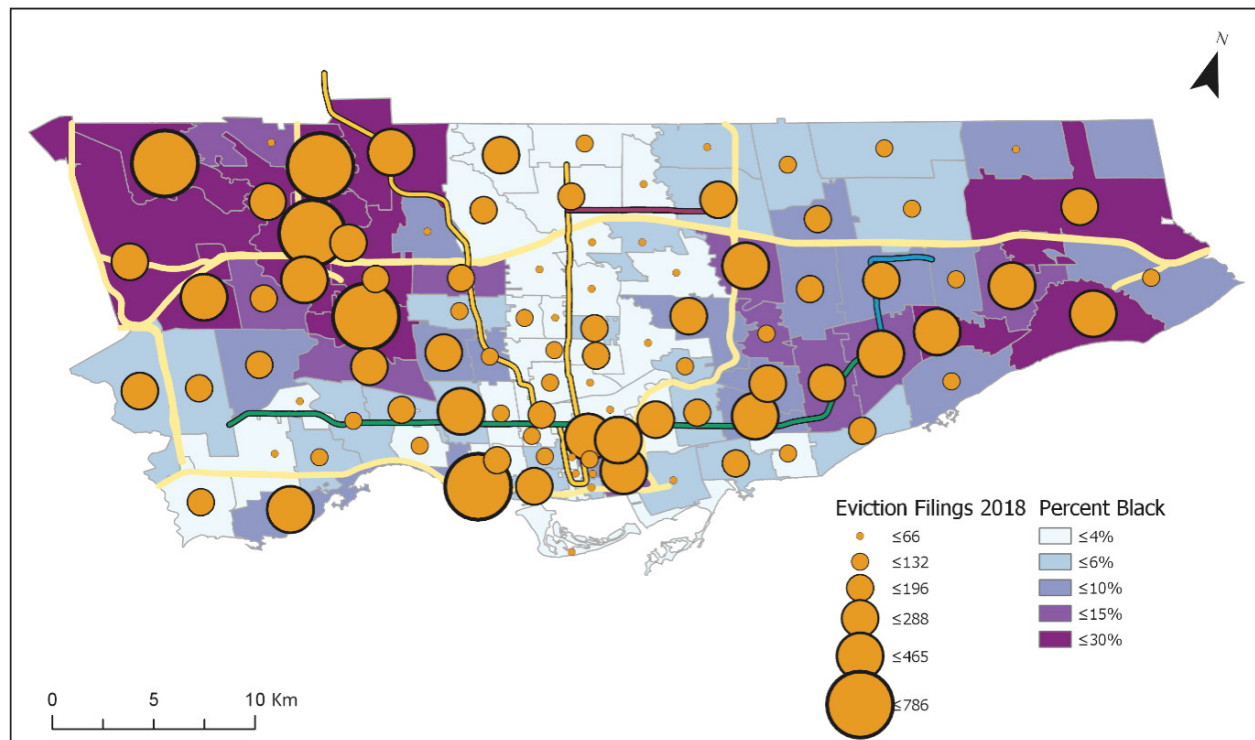 N
Eviction Filings 2018
≤66
≤132
≤196
≤288
≤465
≤786
Percent Black
≤4%
≤6%
≤10%
≤15%
≤30%
0 5 10 Km